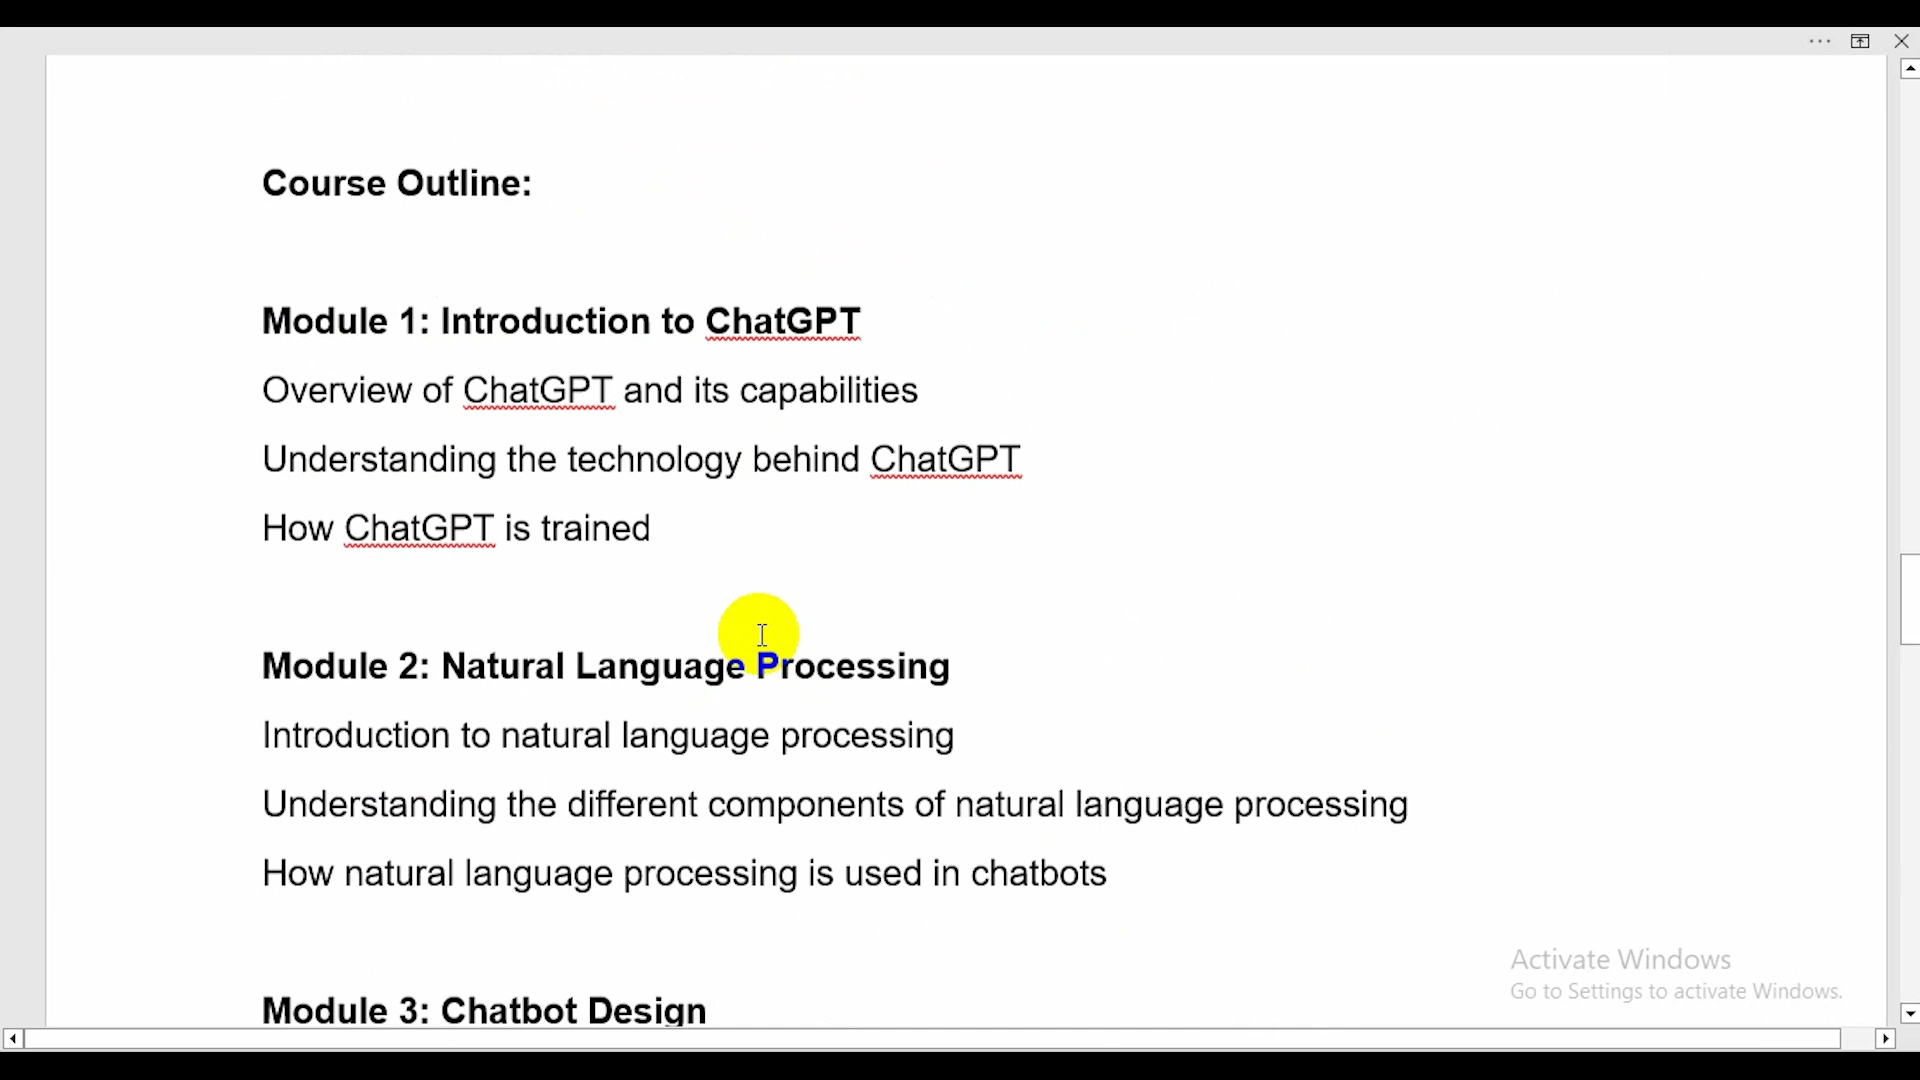 Course Outline:
Module 1: Introduction to ChatGPT
Overview of ChatGPT and its capabilities
Understanding the technology behind ChatGPT
How ChatGPT is trained
Module 2: Natural Language Processing
Introduction to natural language processing
Understanding the different components of natural language processing
How natural language processing is used in chatbots
Module 3: Chatbot Design
Activate Windows
Go to Settings to activate Windows.